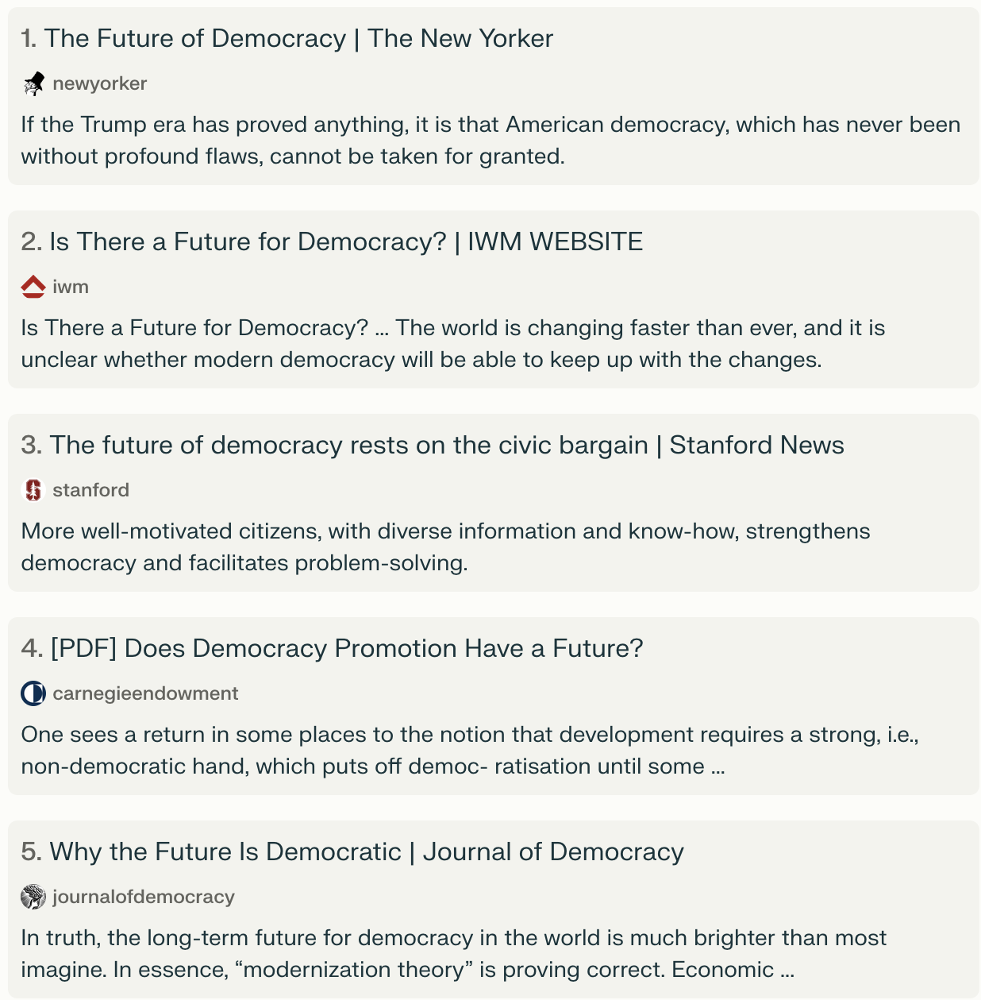 1. The Future of Democracy | The New Yorker
newyorker
If the Trump era has proved anything, it is that American democracy, which has never been
without profound flaws, cannot be taken for granted.
2. Is There a Future for Democracy? | IWM WEBSITE
iwm
Is There a Future for Democracy? ... The world is changing faster than ever, and it is
unclear whether modern democracy will be able to keep up with the changes.
3. The future of democracy rests on the civic bargain | Stanford News
stanford
More well-motivated citizens, with diverse information and know-how, strengthens
democracy and facilitates problem-solving.
4. [PDF] Does Democracy Promotion Have a Future?
carnegieendowment
One sees a return in some places to the notion that development requires a strong, i.e.,
non-democratic hand, which puts off democ- ratisation until some ...
5. Why the Future Is Democratic | Journal of Democracy
journalofdemocracy
In truth, the long-term future for democracy in the world is much brighter than most
imagine. In essence, “modernization theory” is proving correct. Economic ...